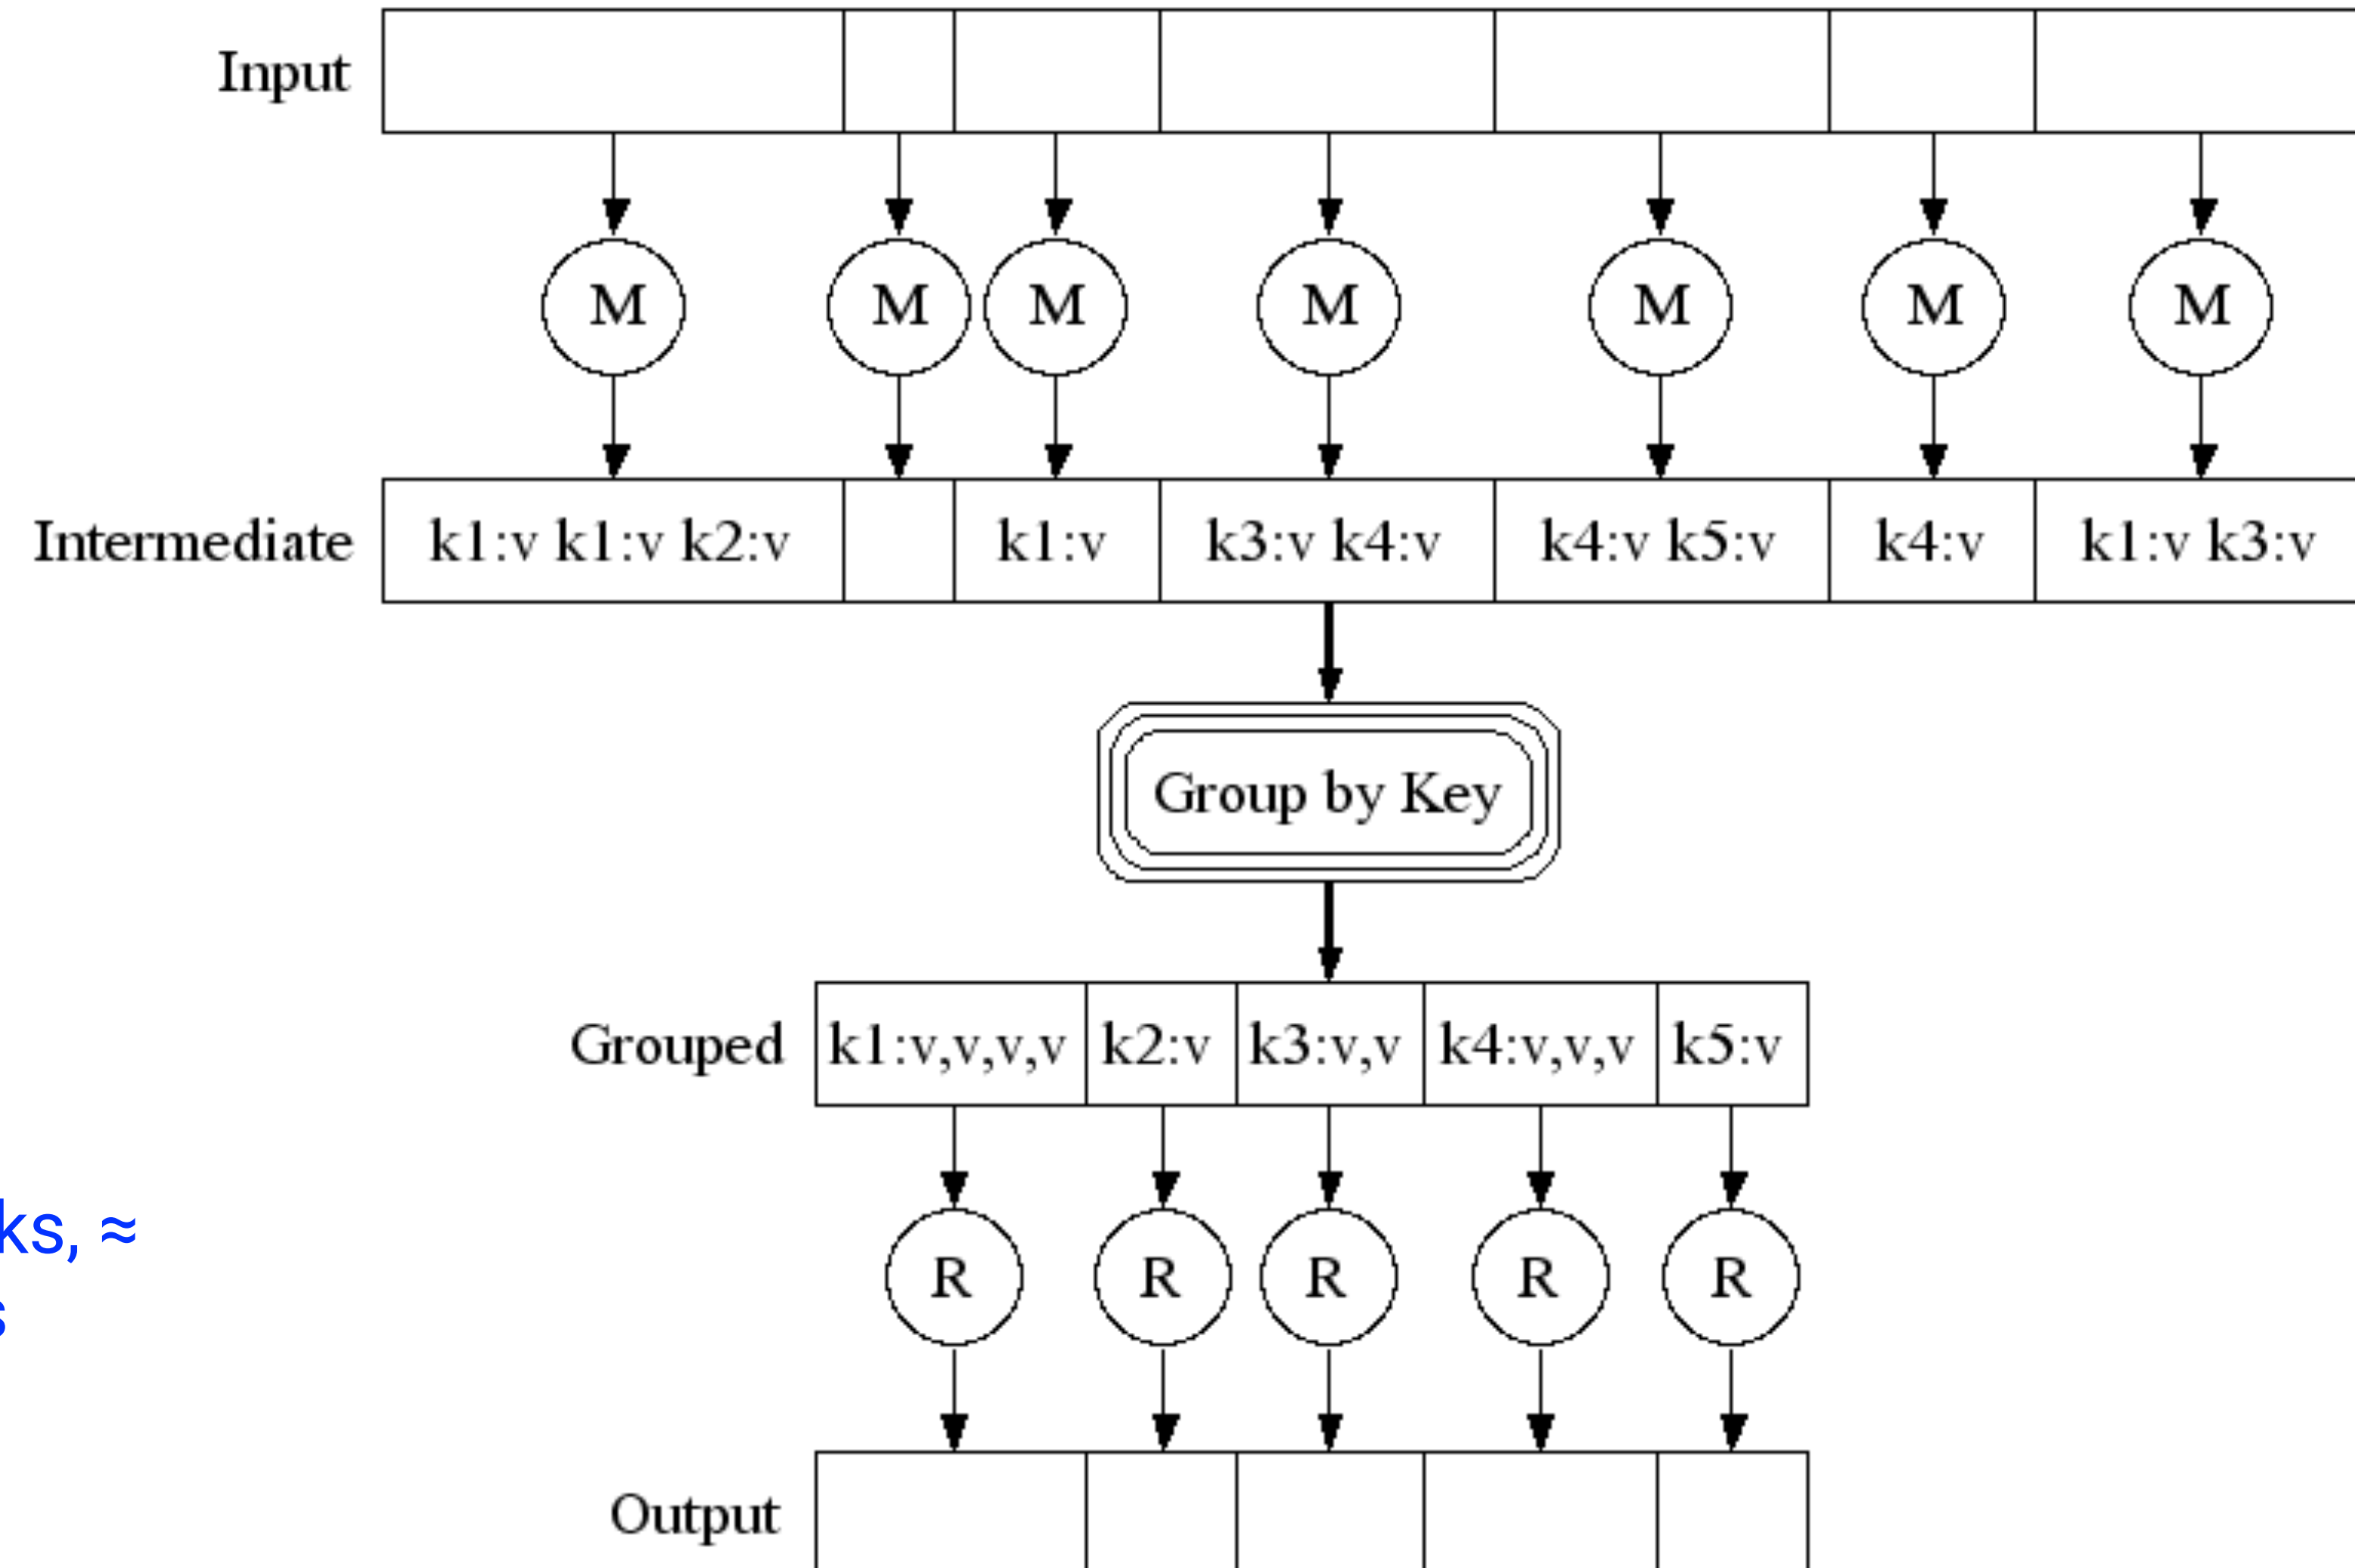 Input
M M M M M M M
Intermediate k1:v k1:v k2:v k1:v k3:v k4:v k4:v k5:v k4:v k1:v k3:v
Group by Key
Grouped k1:v,v,v,v k2:v k3:v,v k4:v,v,v k5:v
ks, ≈
s
R R R R R
Output